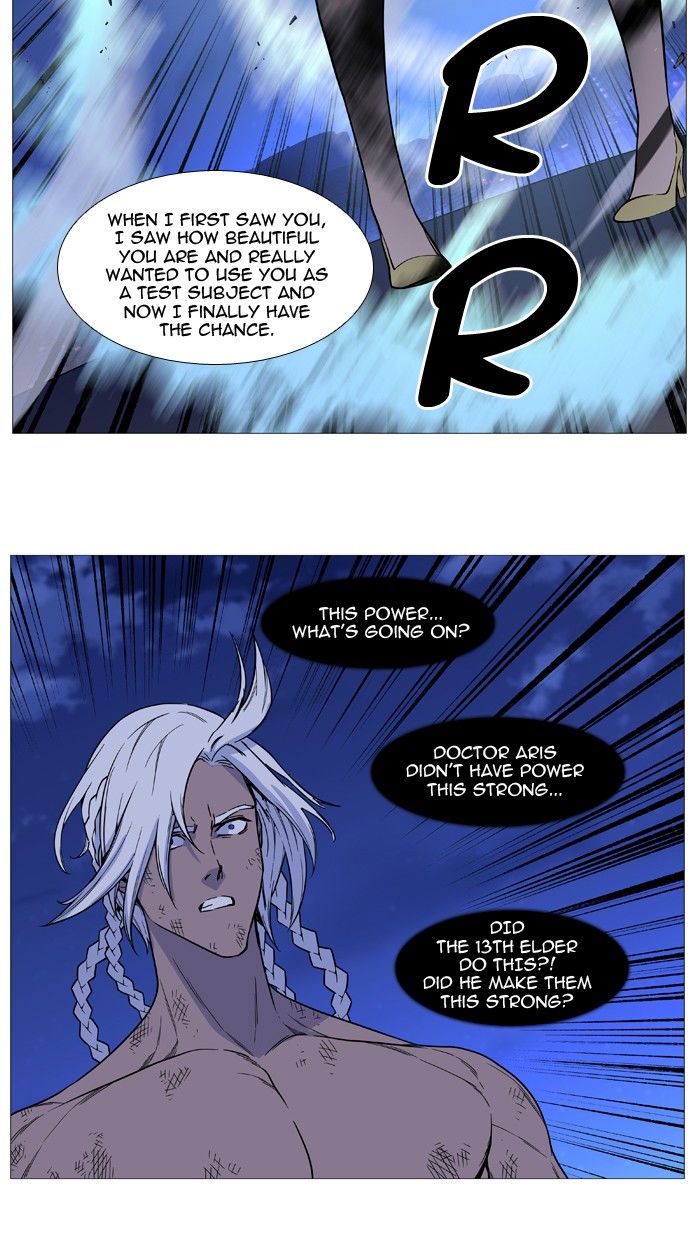 R
R
WHEN I FIRST SAW YOU,
I SAW HOW BEAUTIFUL
YOU ARE AND REALLY
WANTED TO USE YOU AS
A TEST SUBJECT AND
NOW I FINALLY HAVE
THE CHANCE.
THIS POWER...
WHAT'S GOING ON?
DOCTOR ARIS
DIDN'T HAVE POWER
THIS STRONG...
DID
THE 13TH ELDER
DO THIS?!
DID HE MAKE THEM
THIS STRONG?